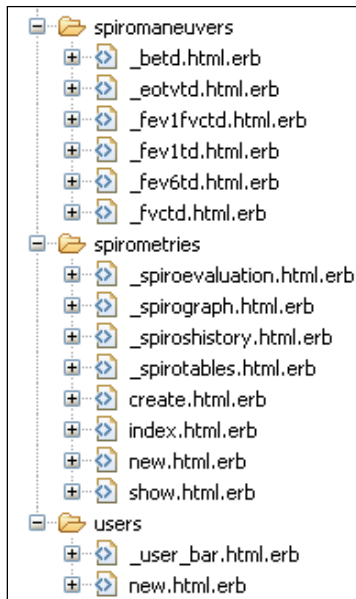 spiromaneuvers
_betd.html.erb
_eotvtd.html.erb
_fev1fvctd.html.erb
_fev1td.html.erb
_fev6td.html.erb
_fvctd.html.erb
spirometries
_spiroevaluation.html.erb
_spirograph.html.erb
_spiroshistory.html.erb
_spirotables.html.erb
create.html.erb
index.html.erb
new.html.erb
show.html.erb
users
_user_bar.html.erb
new.html.erb